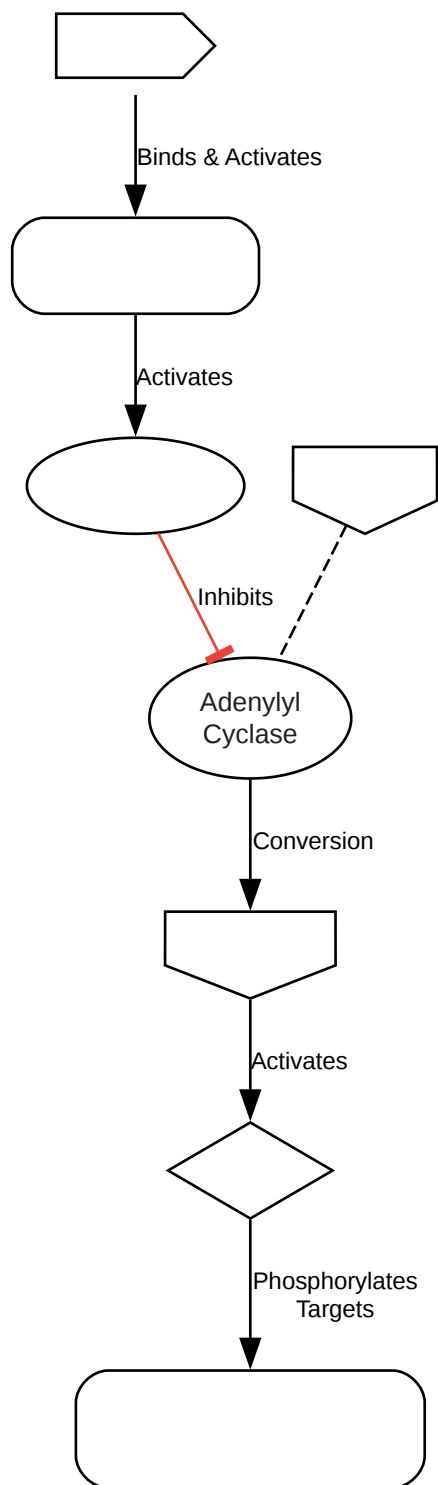 Binds & Activates
Activates
Inhibits
Adenylyl
Cyclase
Conversion
Activates
Phosphorylates
Targets